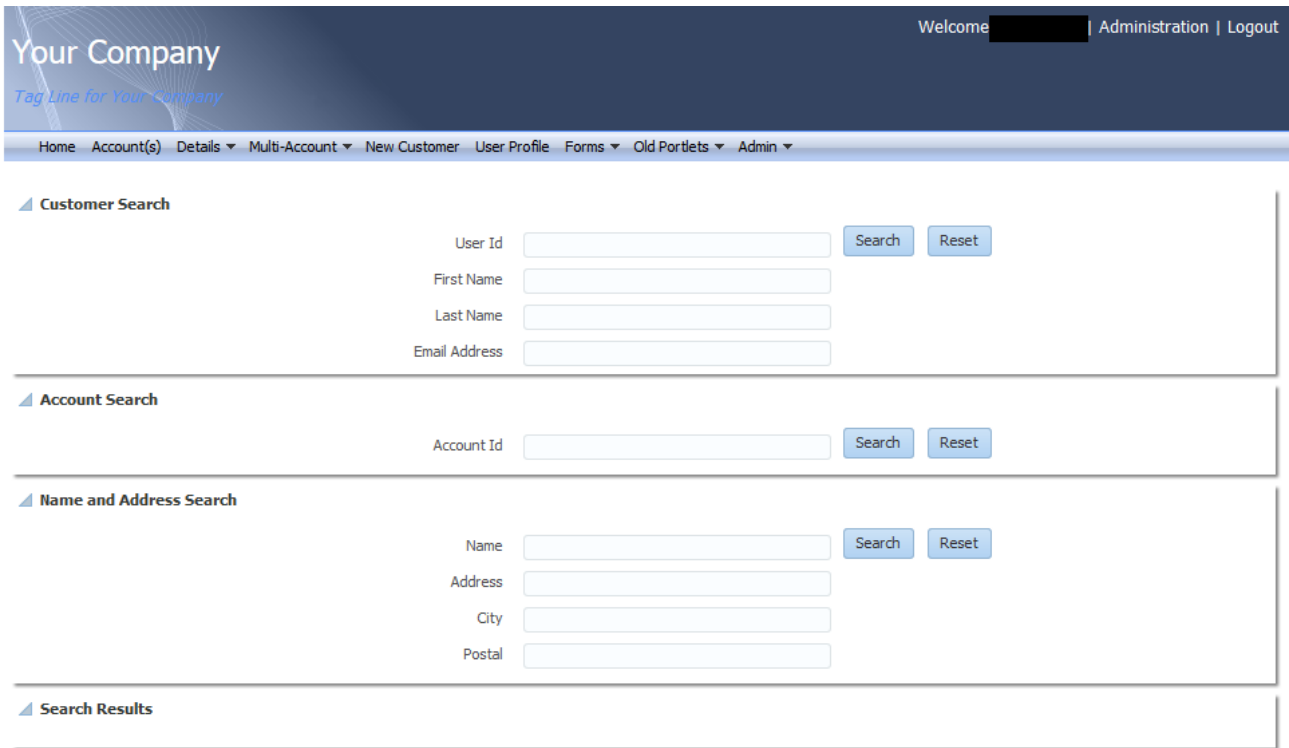 Welcome | Administration | Logout
Your Company
Tag Line for Your Company
Home Account(s) Details Multi-Account New Customer User Profile Forms Old Portlets Admin
Customer Search
User Id Search Reset
First Name
Last Name
Email Address
Account Search
Account Id Search Reset
Name and Address Search
Name Search Reset
Address
City
Postal
Search Results